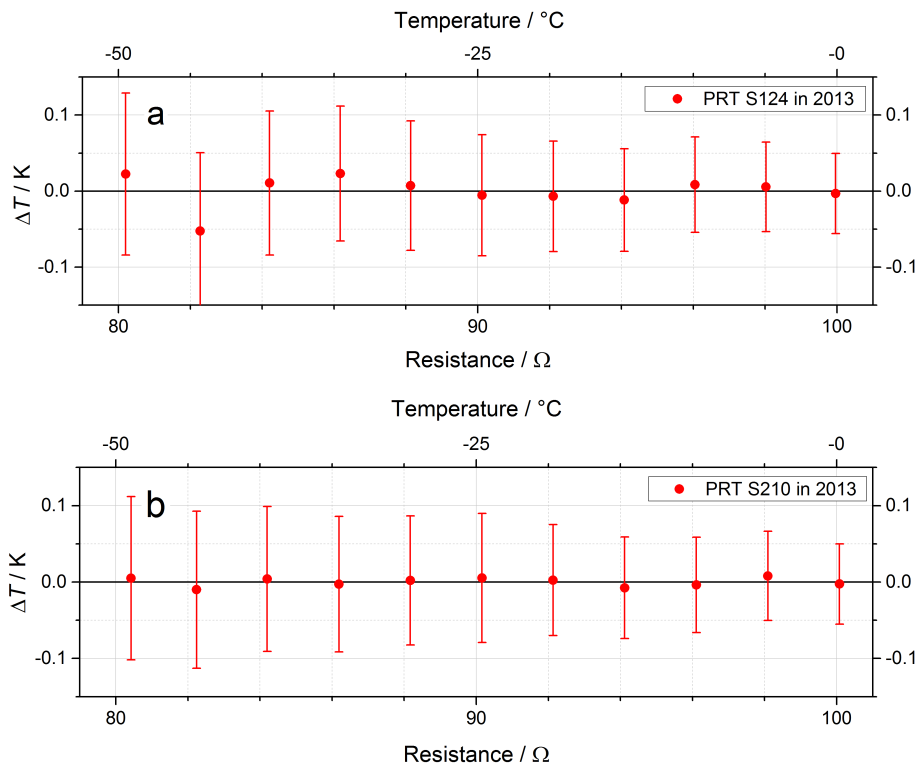 Temperature / °C
-50 -25 -0
a
PRT S124 in 2013
0.1 0.1
0.0 0.0
-0.1 -0.1
ΔT / K
80 90 100
Resistance / Ω
Temperature / °C
-50 -25 -0
b
PRT S210 in 2013
0.1 0.1
0.0 0.0
-0.1 -0.1
ΔT / K
80 90 100
Resistance / Ω